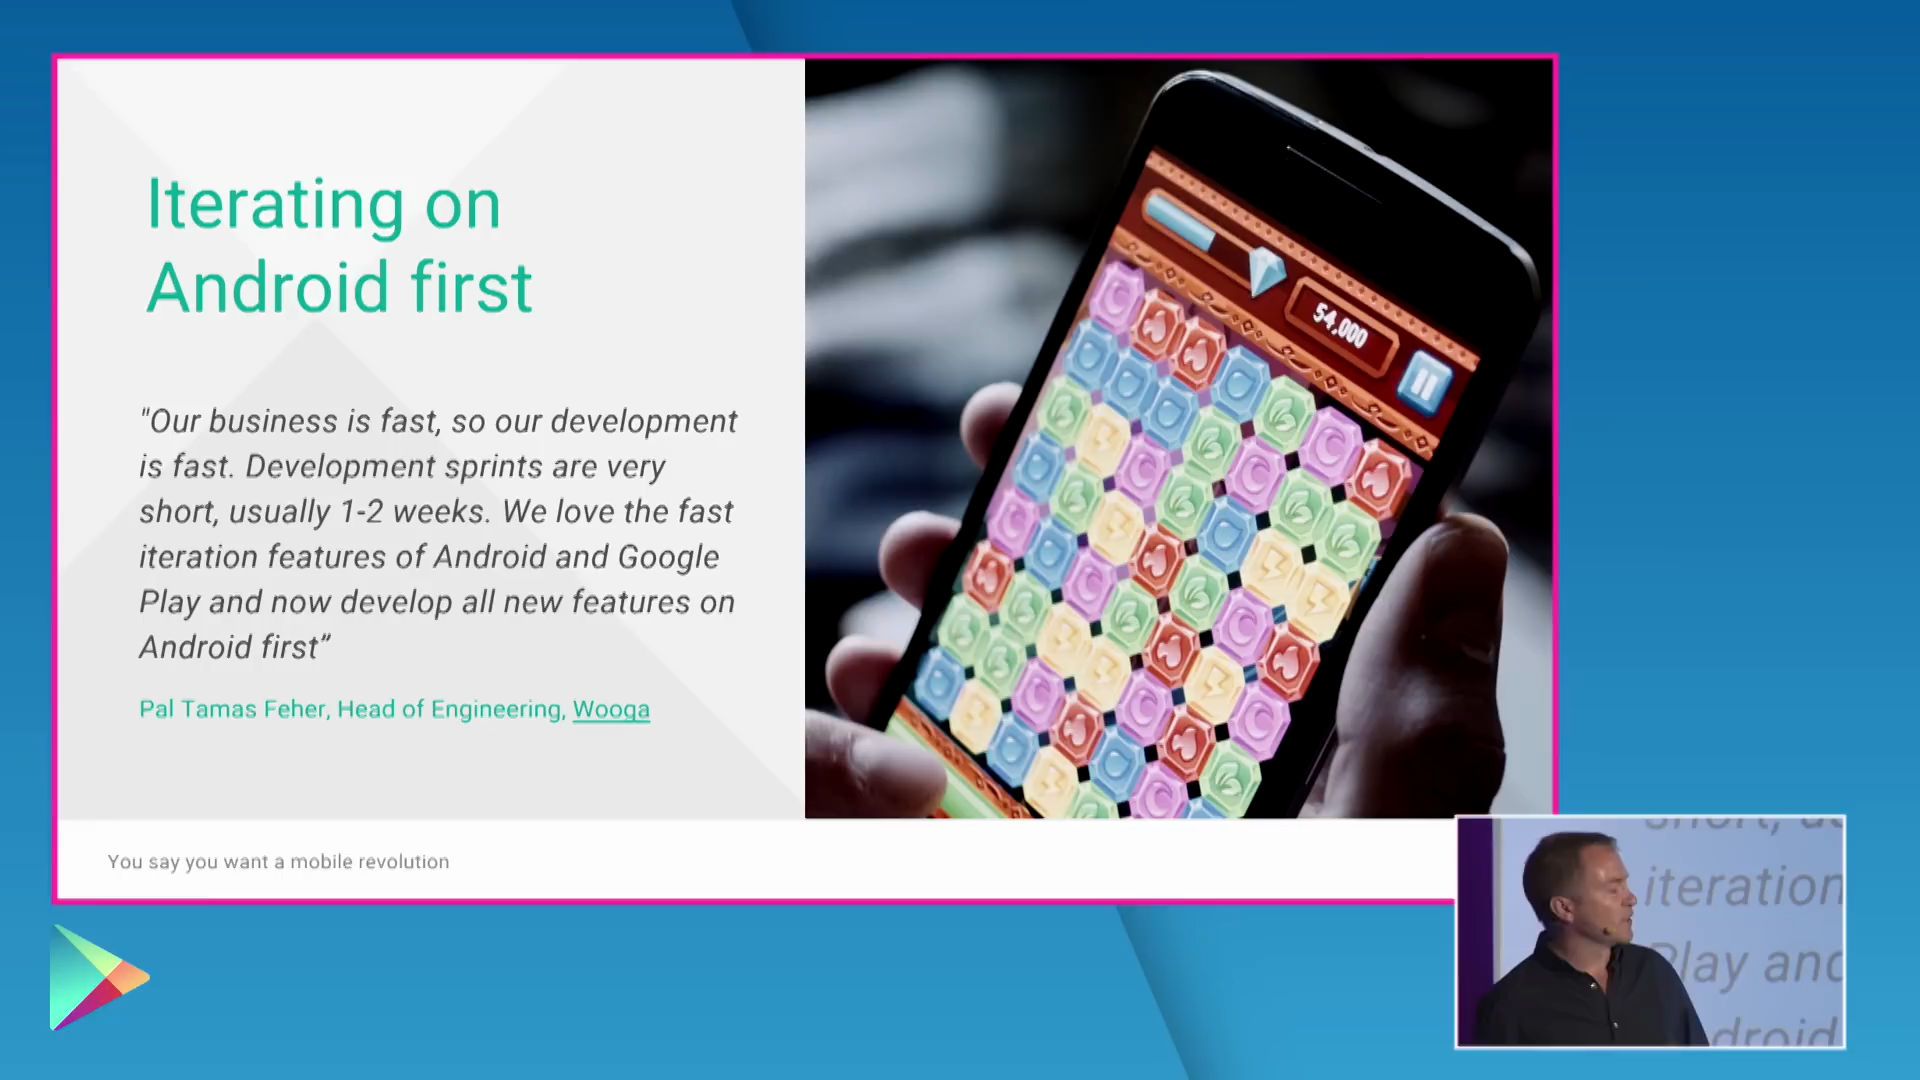 Iterating on
Android first
"Our business is fast, so our development
is fast. Development sprints are very
short, usually 1-2 weeks. We love the fast
iteration features of Android and Google
Play and now develop all new features on
Android first”
Pal Tamas Feher, Head of Engineering, Wooga
54,000
You say you want a mobile revolution
short,
iteration
Play and